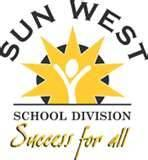 SUN WEST
SCHOOL DIVISION
Success for all